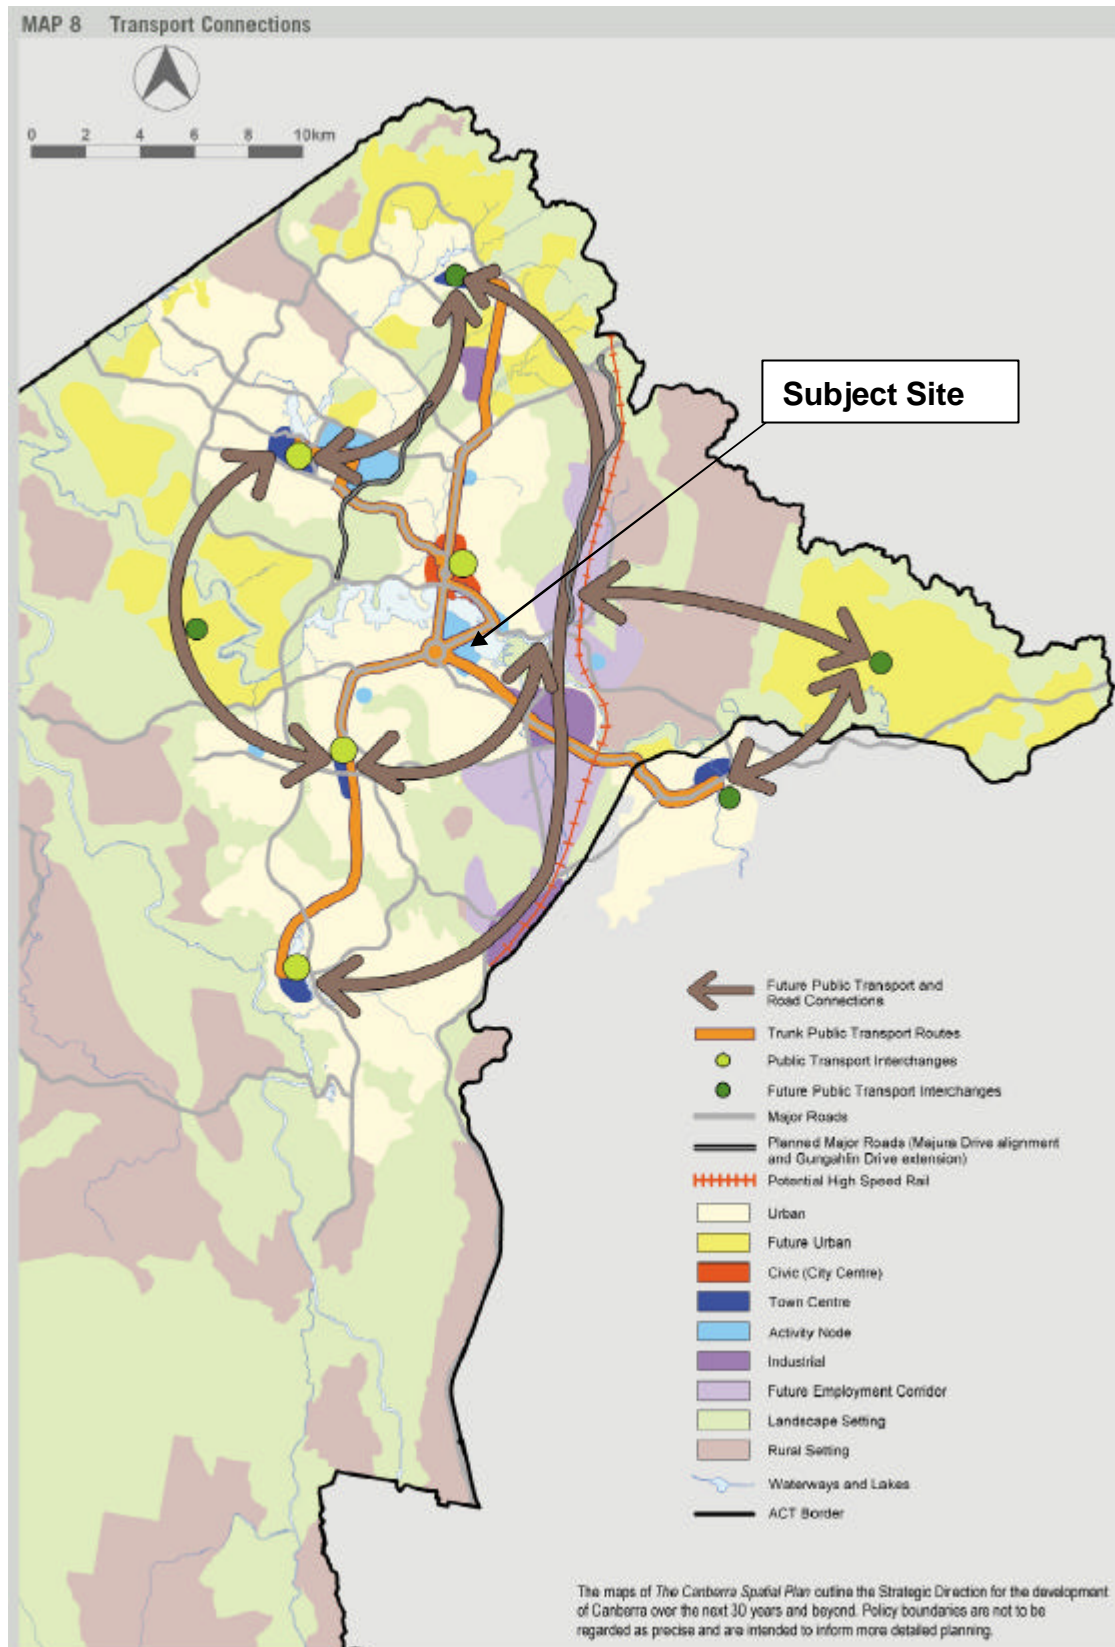 MAP 8 Transport Connections
0 2 4 6 8 10km
Subject Site
Future Public Transport and
Road Connections
Trunk Public Transport Routes
Public Transport Interchanges
Future Public Transport Interchanges
Major Roads
Planned Major Roads (Majura Drive alignment
and Gungahlin Drive extension)
Potential High Speed Rail
Urban
Future Urban
Civic (City Centre)
Town Centre
Activity Node
Industrial
Future Employment Corridor
Landscape Setting
Rural Setting
Waterways and Lakes
ACT Border
The maps of The Canberra Spatial Plan outline the Strategic Direction for the development
of Canberra over the next 30 years and beyond. Policy boundaries are not to be
regarded as precise and are intended to inform more detailed planning.